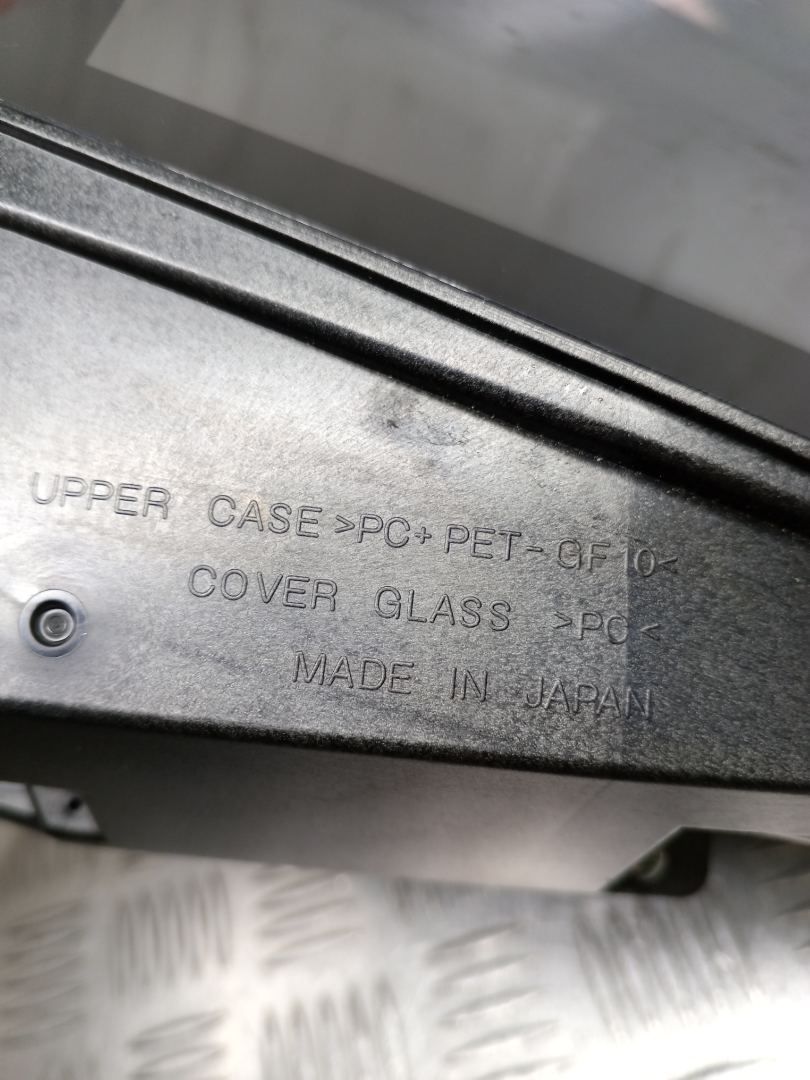 UPPER CASE >PC+PET-GF10<
COVER GLASS >PC<
MADE IN JAPAN